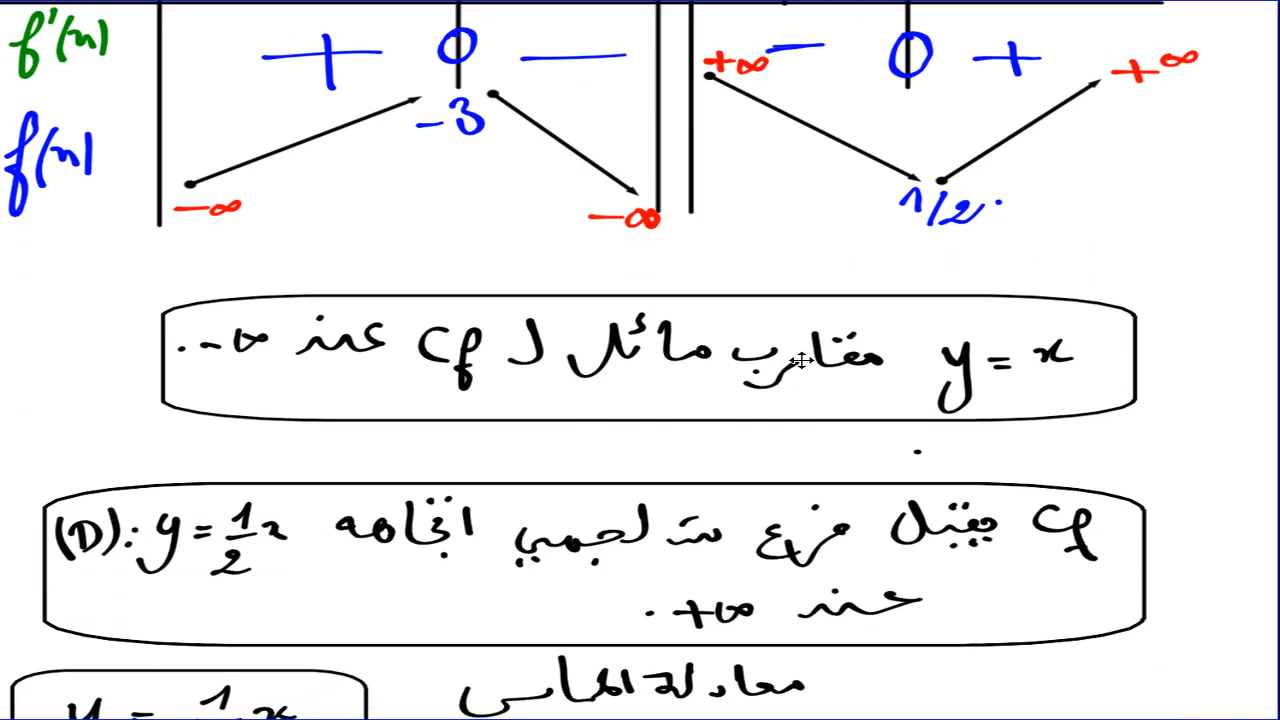 f'(x) + 0 − +∞ − 0 + +∞
f(x) −∞ −3 −∞ 1/2
y = x مقارب مائل ل Cf عند −∞.
Cf يقبل فرع شلجمي اتجاهه (D): y = 1/2 x
عند +∞.
معادلة المماس
y = 1 x